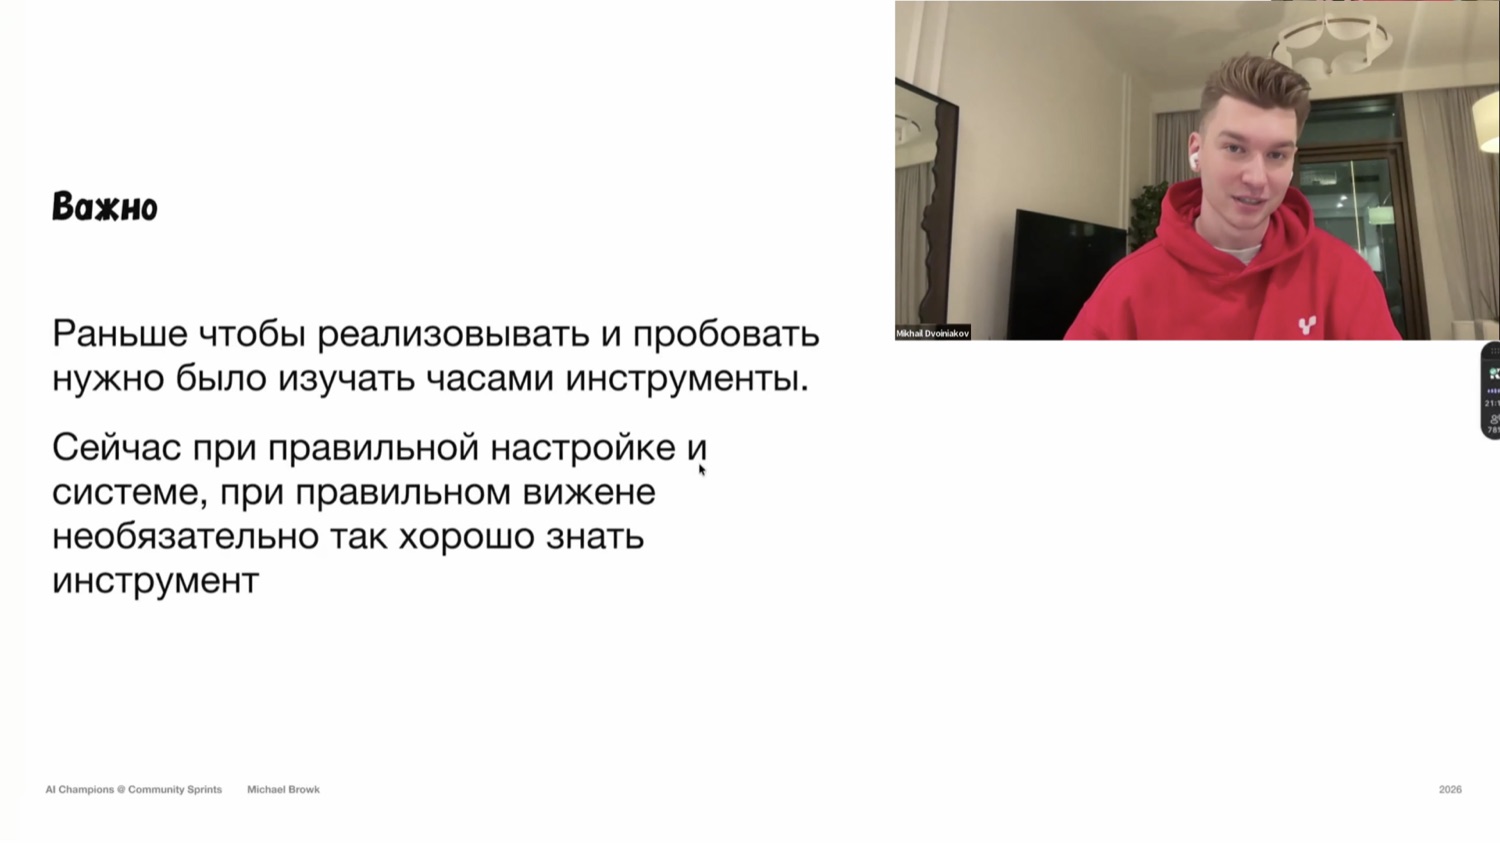 Важно
Раньше чтобы реализовывать и пробовать
нужно было изучать часами инструменты.
Сейчас при правильной настройке и
системе, при правильном вижене
необязательно так хорошо знать
инструмент
Mikhail Dvoiniakov
AI Champions @ Community Sprints
Michael Browk
2026